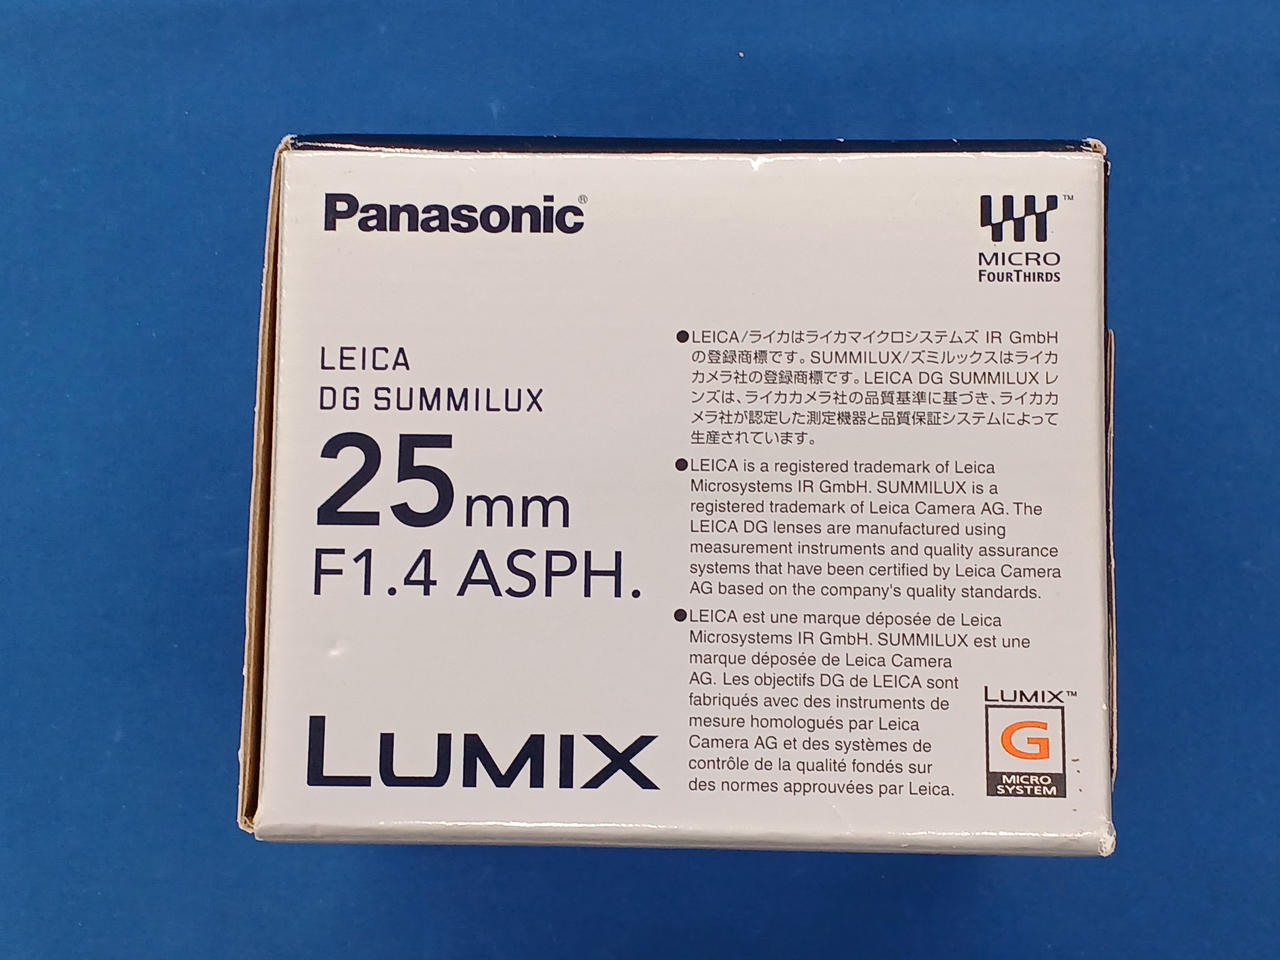 Panasonic®
MICRO
FOURTHIRDS
TM
LEICA
DG SUMMILUX
25mm
F1.4 ASPH.
LUMIX
●LEICA/ライカはライカマイクロシステムズ IR GmbH
の登録商標です。SUMMILUX/ズミルックスはライカ
カメラ社の登録商標です。LEICA DG SUMMILUX レ
ンズは、ライカカメラ社の品質基準に基づき、ライカカ
メラ社が認定した測定機器と品質保証システムによって
生産されています。
●LEICA is a registered trademark of Leica
Microsystems IR GmbH. SUMMILUX is a
registered trademark of Leica Camera AG. The
LEICA DG lenses are manufactured using
measurement instruments and quality assurance
systems that have been certified by Leica Camera
AG based on the company's quality standards.
●LEICA est une marque déposée de Leica
Microsystems IR GmbH. SUMMILUX est une
marque déposée de Leica Camera
AG. Les objectifs DG de LEICA sont
fabriqués avec des instruments de
mesure homologués par Leica
Camera AG et des systèmes de
contrôle de la qualité fondés sur
des normes approuvées par Leica.
LUMIX™
G
MICRO
SYSTEM